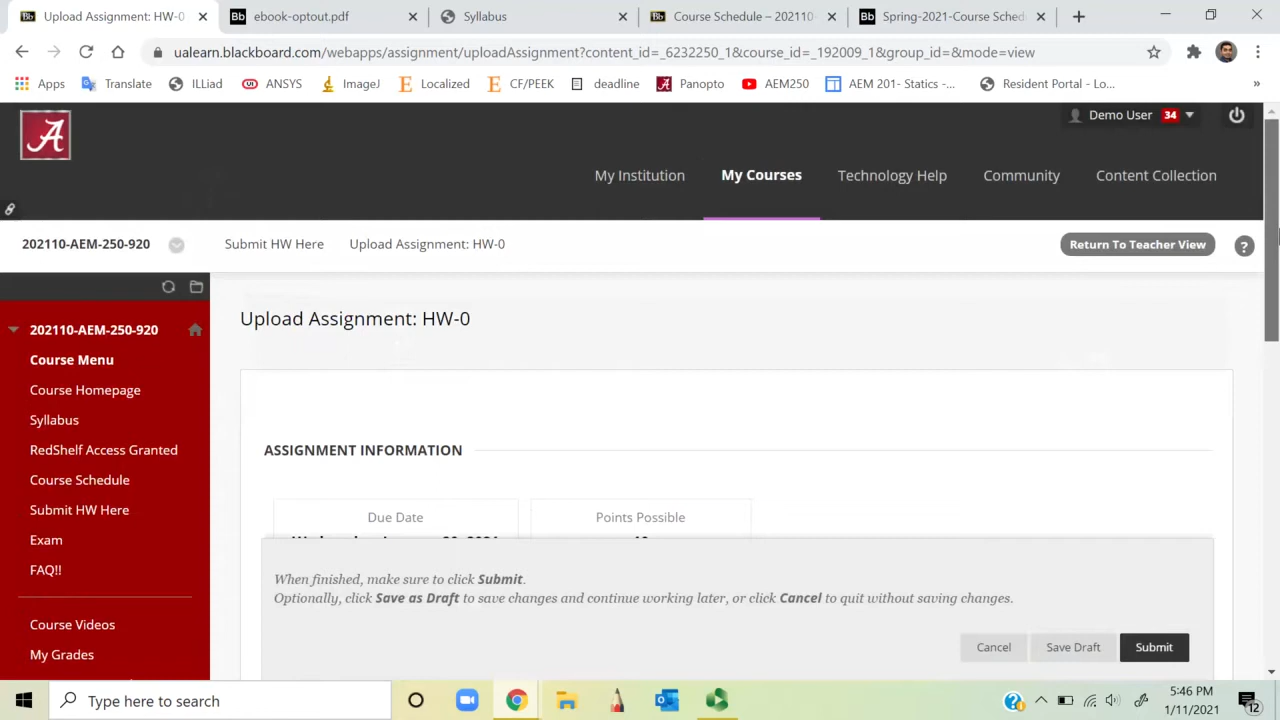 Upload Assignment: HW-0
ebook-optout.pdf
Syllabus
Course Schedule – 202110-
Spring-2021-Course Sched
ualearn.blackboard.com/webapps/assignment/uploadAssignment?content_id=_6232250_1&course_id=_192009_1&group_id=&mode=view
Apps
Translate
ILLiad
ANSYS
ImageJ
Localized
CF/PEEK
deadline
Panopto
AEM250
AEM 201- Statics -...
Resident Portal - Lo...
»
Demo User 34
My Institution
My Courses
Technology Help
Community
Content Collection
202110-AEM-250-920
Submit HW Here
Upload Assignment: HW-0
Return To Teacher View
?
202110-AEM-250-920
Course Menu
Course Homepage
Syllabus
RedShelf Access Granted
Course Schedule
Submit HW Here
Exam
FAQ!!
Course Videos
My Grades
Upload Assignment: HW-0
ASSIGNMENT INFORMATION
Due Date
Points Possible
When finished, make sure to click Submit.
Optionally, click Save as Draft to save changes and continue working later, or click Cancel to quit without saving changes.
Cancel
Save Draft
Submit
Type here to search
5:46 PM
1/11/2021
12